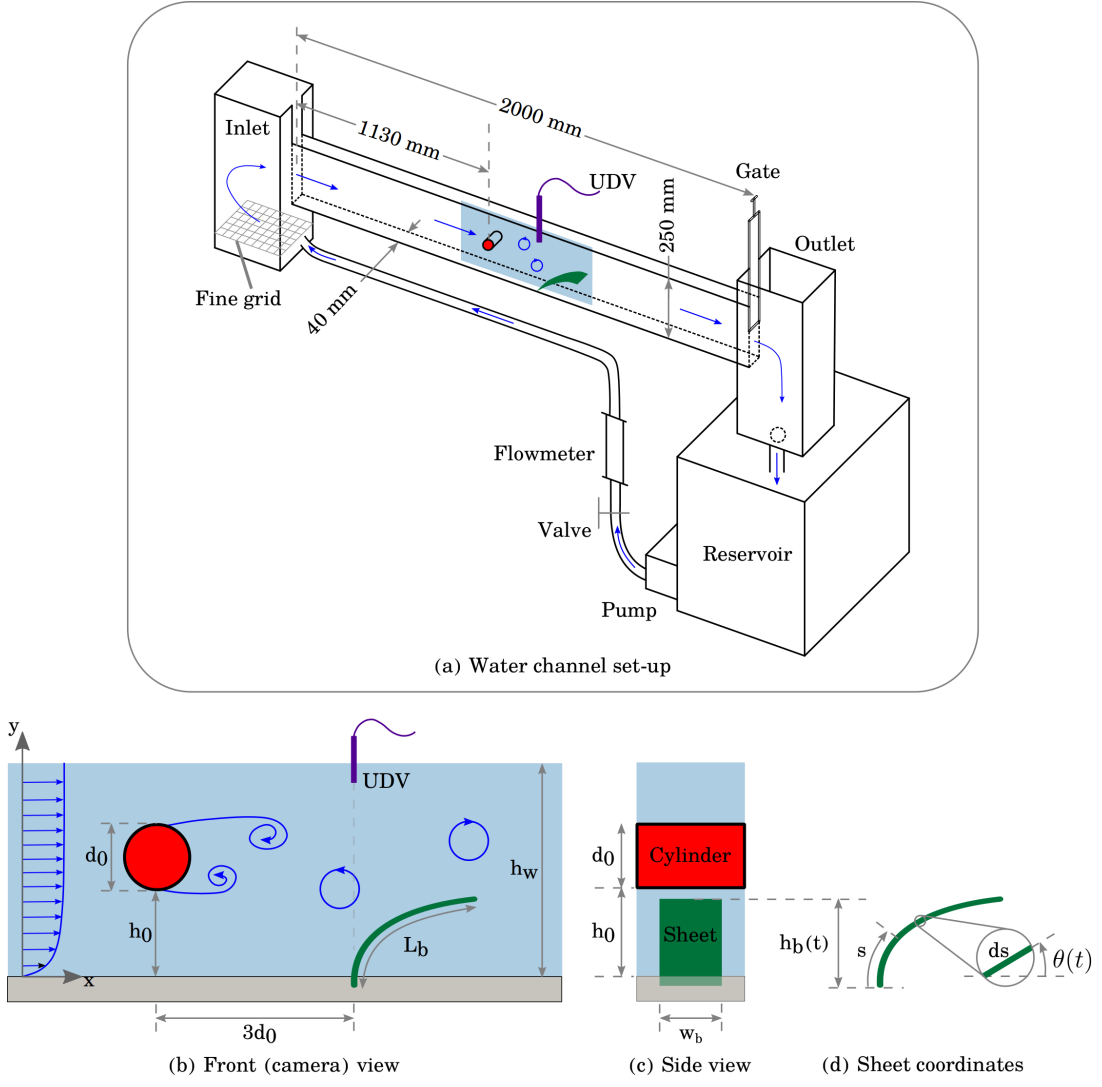 2000 mm
1130 mm
Inlet
UDV
Gate
250 mm
Outlet
Fine grid
40 mm
Flowmeter
Valve
Reservoir
Pump
(a) Water channel set-up
y
UDV
d0
h0
hw
Lb
x
3d0
(b) Front (camera) view
d0
Cylinder
h0
Sheet
hb(t)
wb
(c) Side view
s
ds
θ(t)
(d) Sheet coordinates